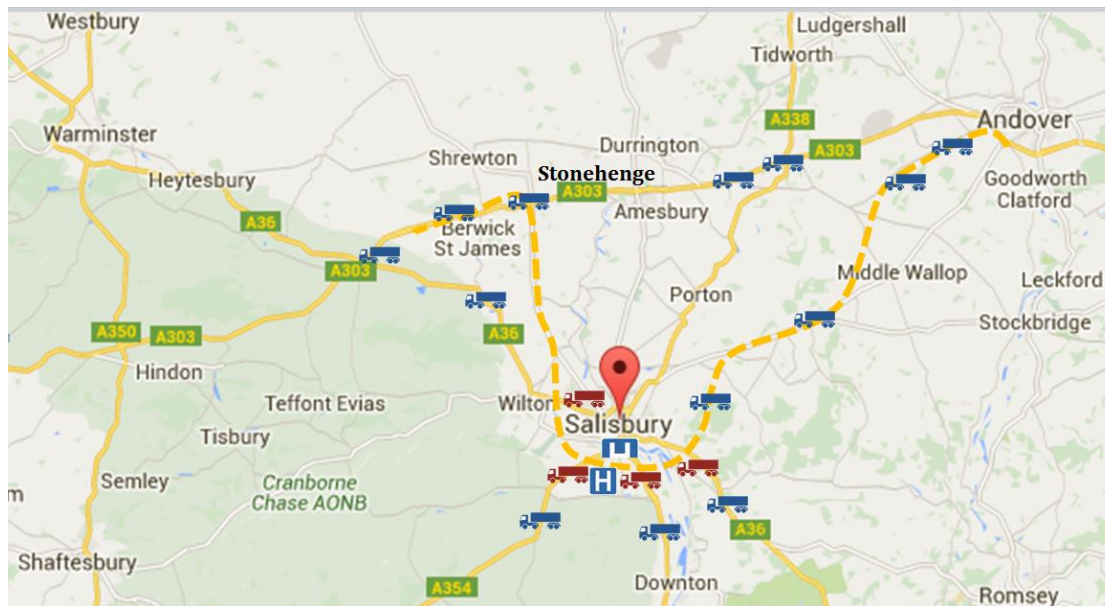 Westbury
Ludgershall
Tidworth
Warminster
A338
Andover
Durrington
A303
Shrewton
Heytesbury
Stonehenge
A303
Goodworth
Clatford
A36
Amesbury
Berwick
St James
A303
Middle Wallop
Leckford
Porton
A350
A303
A36
Stockbridge
Hindon
Teffont Evias
Wilton
Salisbury
Tisbury
Semley
Cranborne
Chase AONB
H
m
A36
Shaftesbury
Downton
A354
Romsey